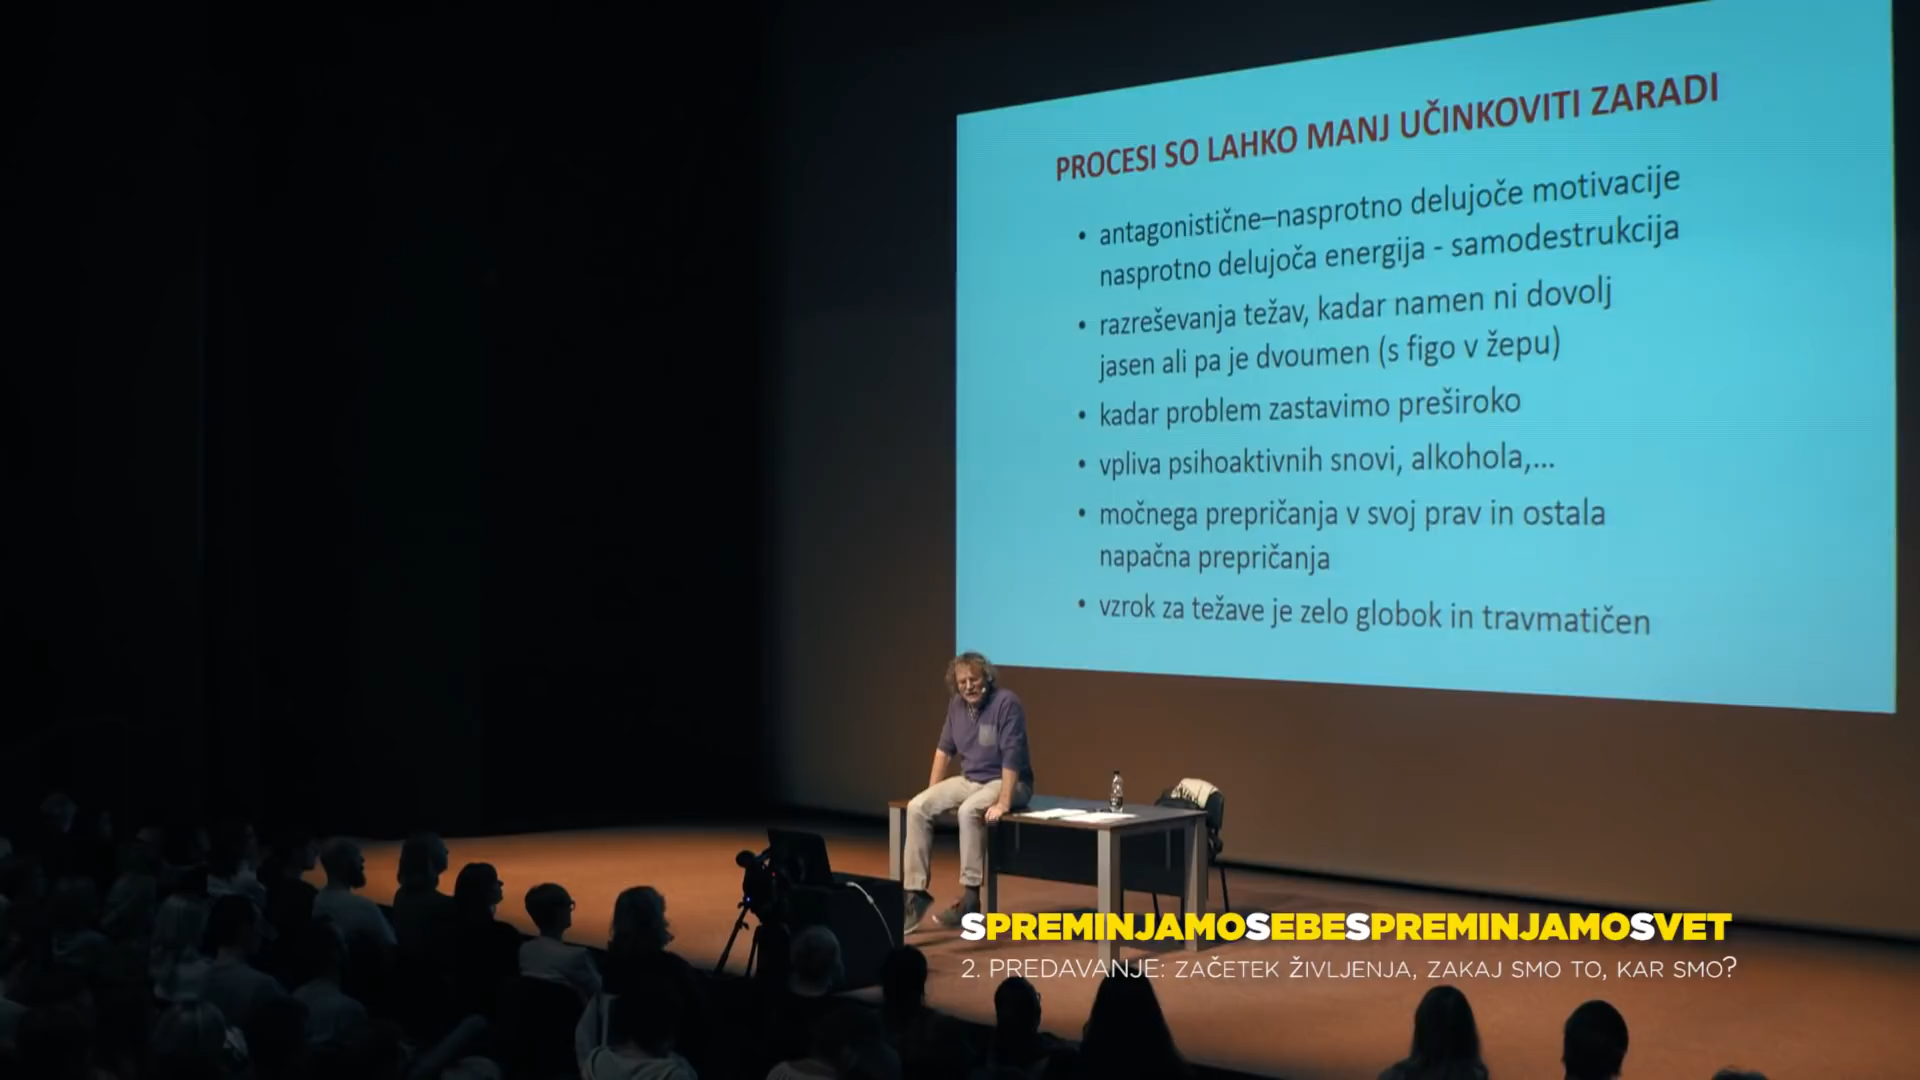 PROCESI SO LAHKO MANJ UČINKOVITI ZARADI
• antagonistične–nasprotno delujoče motivacije
nasprotno delujoča energija - samodestrukcija
• razreševanja težav, kadar namen ni dovolj
jasen ali pa je dvoumen (s figo v žepu)
• kadar problem zastavimo preširoko
• vpliva psihoaktivnih snovi, alkohola,...
• močnega prepričanja v svoj prav in ostala
napačna prepričanja
• vzrok za težave je zelo globok in travmatičen
SPREMINJAMOSEBESPREMINJAMOSVET
2. PREDAVANJE: ZAČETEK ŽIVLJENJA, ZAKAJ SMO TO, KAR SMO?